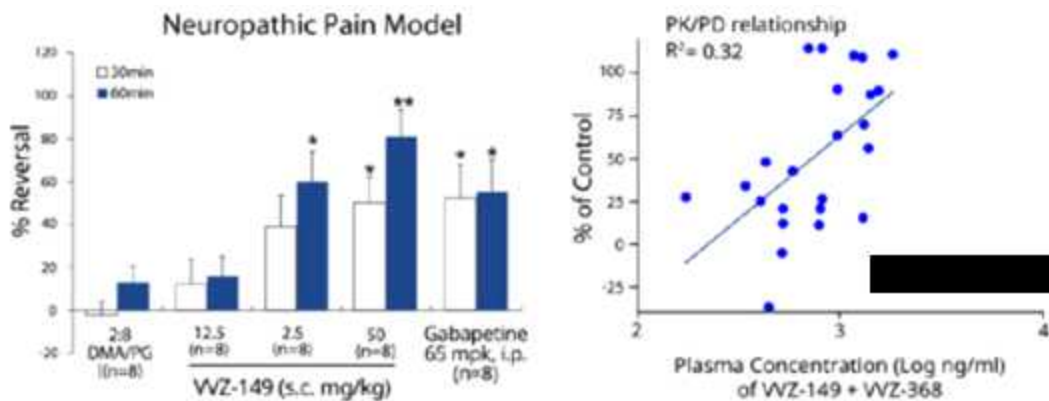 Neuropathic Pain Model
120
100
80
60
40
20
0
-20
% Reversal
30min
60min
*
**
*
*
*
2:8
DMA/PG
(n=8)
12.5
(n=8)
2.5
(n=8)
50
(n=8)
Gabapetine
65 mpk, i.p.
(n=8)
VVZ-149 (s.c. mg/kg)
PK/PD relationship
R²= 0.32
100
75
50
25
0
-25
% of Control
2
3
4
Plasma Concentration (Log ng/ml)
of VVZ-149 + VVZ-368